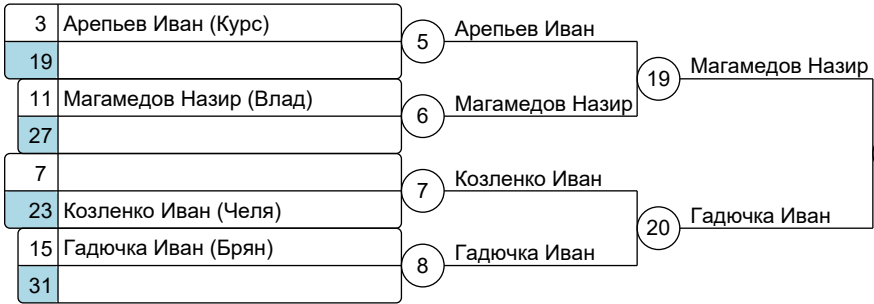 3 Арепьев Иван (Курс)
19
11 Магамедов Назир (Влад)
27
7
23 Козленко Иван (Челя)
15 Гадючка Иван (Брян)
31
5 Арепьев Иван
6 Магамедов Назир
7 Козленко Иван
8 Гадючка Иван
19 Магамедов Назир
20 Гадючка Иван